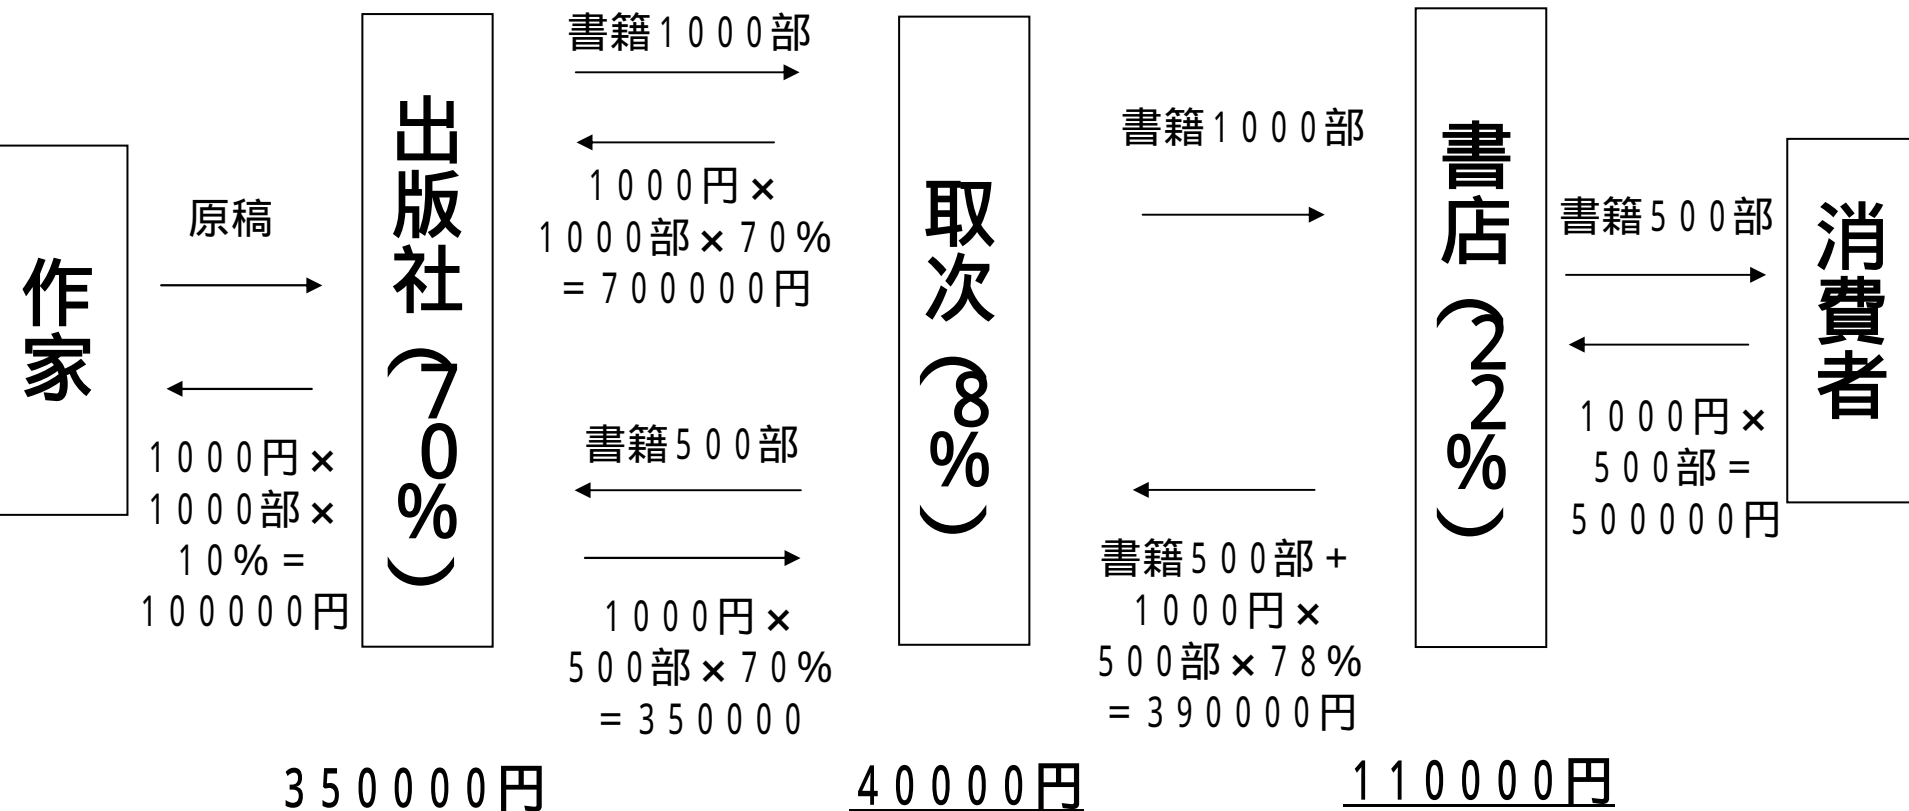 作家
原稿
1000円×
1000部×
10%=
100000円
出版社(70%)
書籍1000部
1000円×
1000部×70%
=700000円
書籍500部
1000円×
500部×70%
=350000
取次(8%)
書籍1000部
書籍500部+
1000円×
500部×78%
=390000円
書店(22%)
書籍500部
1000円×
500部=
500000円
消費者
350000円
40000円
110000円